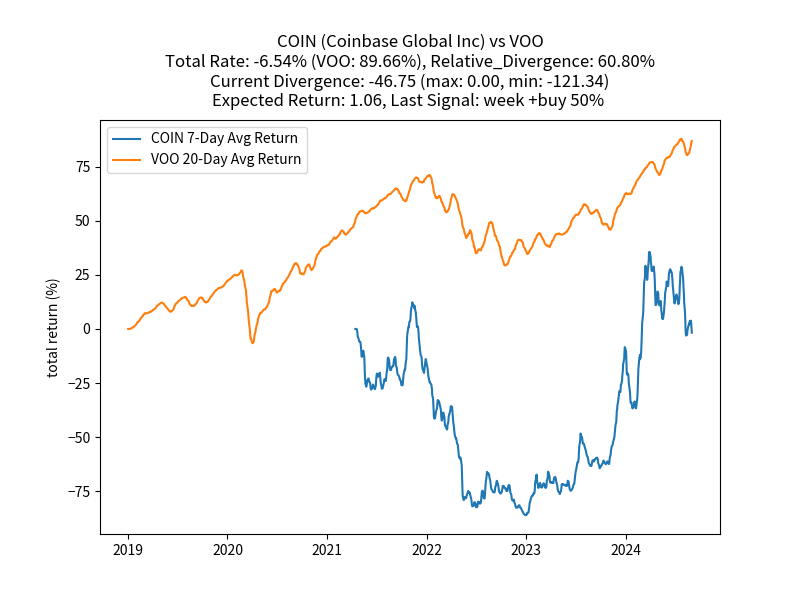 COIN (Coinbase Global Inc) vs VOO
Total Rate: -6.54% (VOO: 89.66%), Relative_Divergence: 60.80%
Current Divergence: -46.75 (max: 0.00, min: -121.34)
Expected Return: 1.06, Last Signal: week +buy 50%
COIN 7-Day Avg Return
VOO 20-Day Avg Return
total return (%)
75
50
25
0
−25
−50
−75
2019 2020 2021 2022 2023 2024